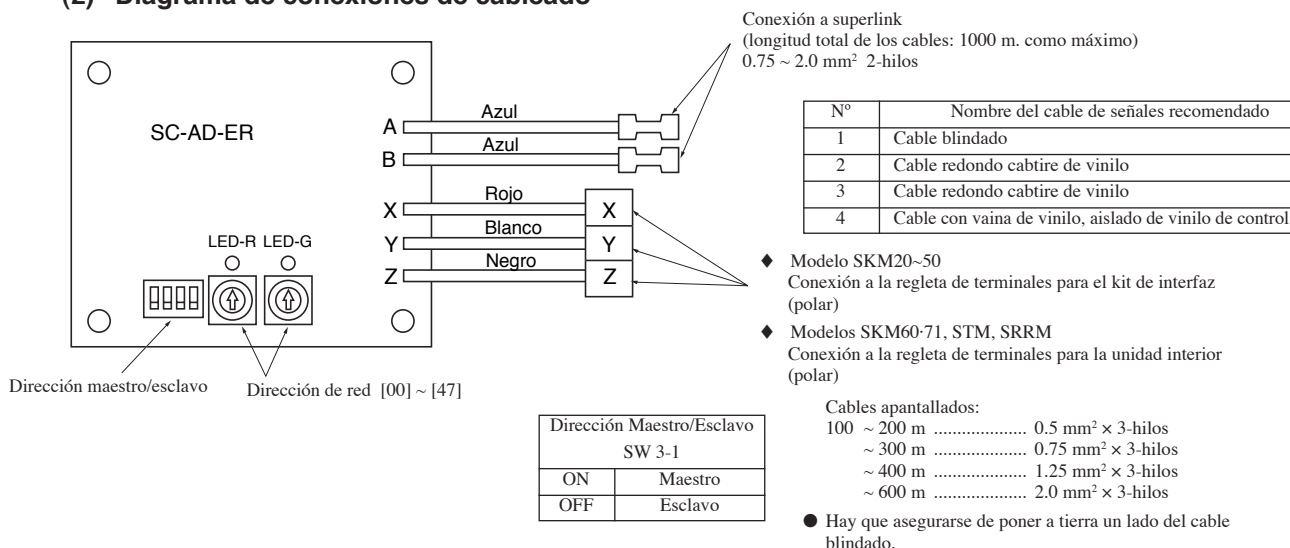 (2) Diagrama de conexiones de cableado
Conexión a superlink
(longitud total de los cables: 1000 m. como máximo)
0.75 ~ 2.0 mm² 2-hilos
SC-AD-ER
A
Azul
B
Azul
X
Rojo
X
Y
Blanco
Y
Z
Negro
Z
LED-R LED-G
Dirección maestro/esclavo
Dirección de red [00] ~ [47]
Nº Nombre del cable de señales recomendado
1 Cable blindado
2 Cable redondo cabtire de vinilo
3 Cable redondo cabtire de vinilo
4 Cable con vaina de vinilo, aislado de vinilo de control
♦ Modelo SKM20~50
Conexión a la regleta de terminales para el kit de interfaz
(polar)
♦ Modelos SKM60·71, STM, SRRM
Conexión a la regleta de terminales para la unidad interior
(polar)
Cables apantallados:
100 ~ 200 m .................... 0.5 mm² × 3-hilos
~ 300 m .................... 0.75 mm² × 3-hilos
~ 400 m .................... 1.25 mm² × 3-hilos
~ 600 m .................... 2.0 mm² × 3-hilos
● Hay que asegurarse de poner a tierra un lado del cable
blindado.
Dirección Maestro/Esclavo
SW 3-1
ON Maestro
OFF Esclavo